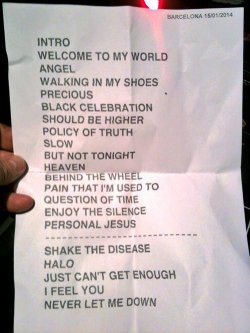 BARCELONA 15/01/2014
INTRO
WELCOME TO MY WORLD
ANGEL
WALKING IN MY SHOES
PRECIOUS
BLACK CELEBRATION
SHOULD BE HIGHER
POLICY OF TRUTH
SLOW
BUT NOT TONIGHT
HEAVEN
BEHIND THE WHEEL
PAIN THAT I'M USED TO
QUESTION OF TIME
ENJOY THE SILENCE
PERSONAL JESUS
--------------------------------
SHAKE THE DISEASE
HALO
JUST CAN'T GET ENOUGH
I FEEL YOU
NEVER LET ME DOWN